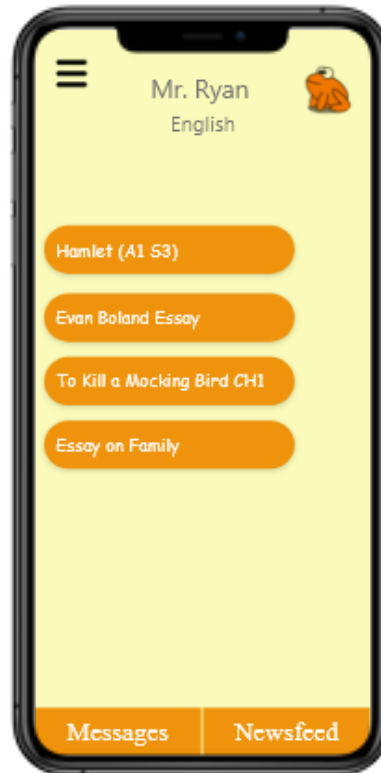 Mr. Ryan
English
Hamlet (A1 S3)
Evan Boland Essay
To Kill a Mocking Bird CH1
Essay on Family
Messages
Newsfeed